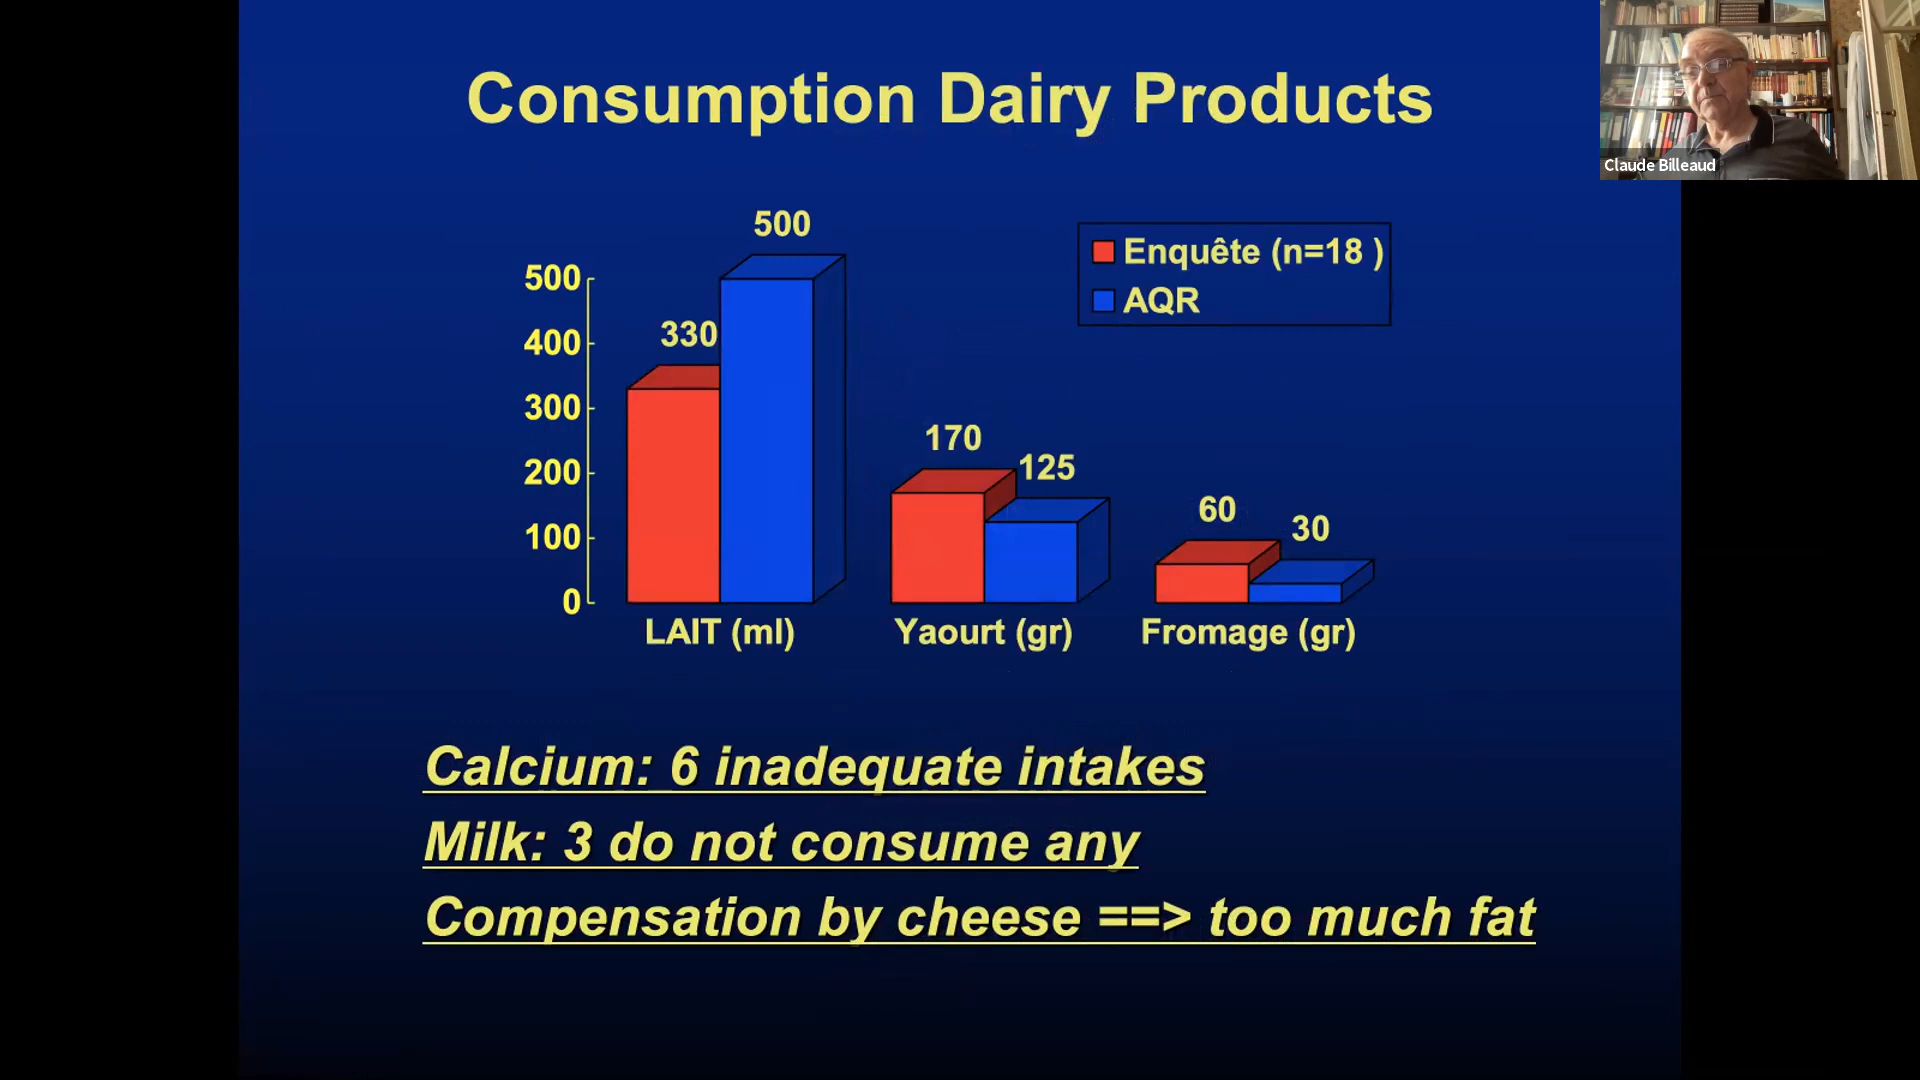 Consumption Dairy Products
Claude Billeaud
500
Enquête (n=18 )
AQR
500
400
300
200
100
0
330
170
125
60
30
LAIT (ml)
Yaourt (gr)
Fromage (gr)
Calcium: 6 inadequate intakes
Milk: 3 do not consume any
Compensation by cheese ==> too much fat